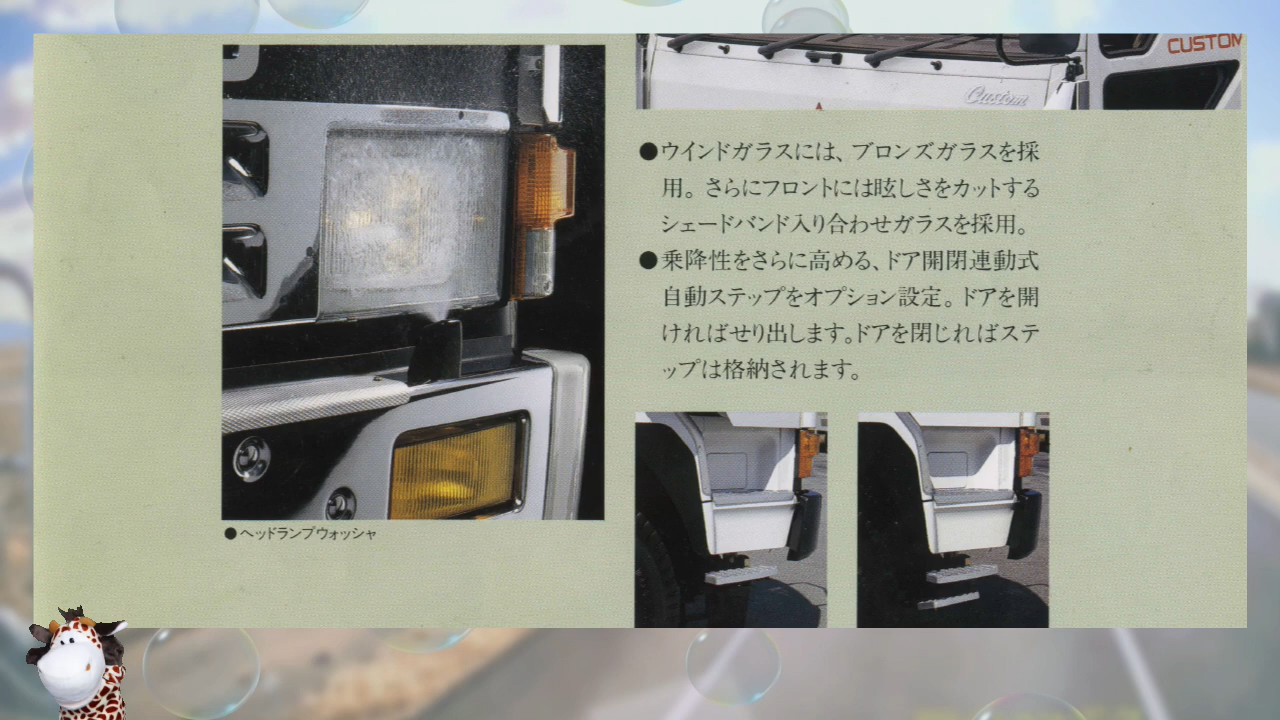 CUSTOM
Custom
●ウインドガラスには、ブロンズガラスを採
用。さらにフロントには眩しさをカットする
シェードバンド入り合わせガラスを採用。
●乗降性をさらに高める、ドア開閉連動式
自動ステップをオプション設定。ドアを開
ければせり出します。ドアを閉じればステ
ップは格納されます。
●ヘッドランプウォッシャ